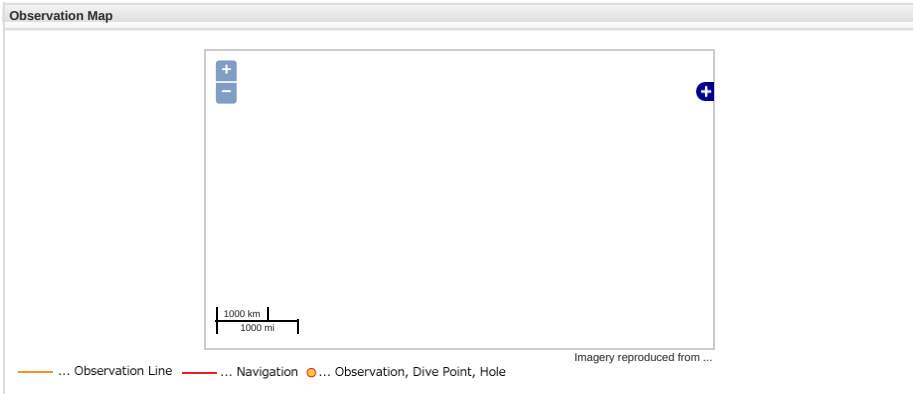 Observation Map
+
−
+
1000 km
1000 mi
Imagery reproduced from ...
... Observation Line ... Navigation ... Observation, Dive Point, Hole